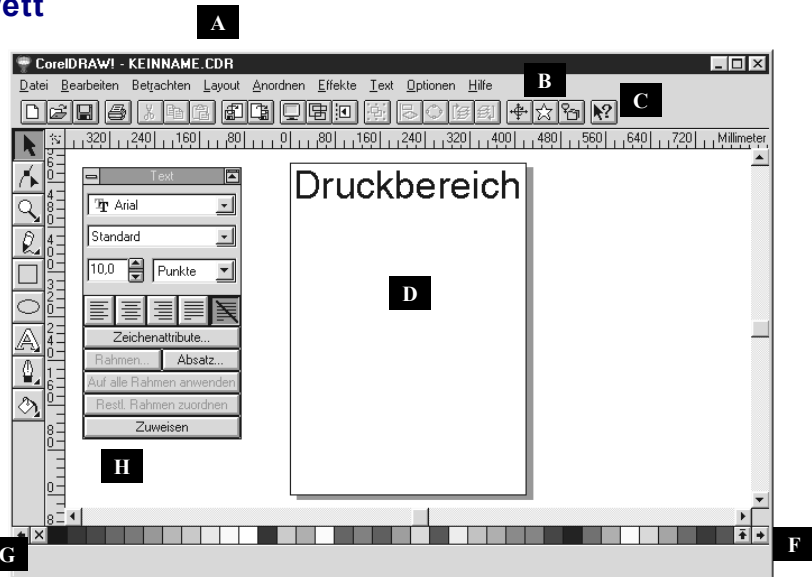 ett
A
CorelDRAW! - KEINNAME.CDR
Datei Bearbeiten Betrachten Layout Anordnen Effekte Text Optionen Hilfe
B
C
320 240 160 80 0 80 160 240 320 400 480 560 640 720 Millimeter
Text
Arial
Standard
10,0 Punkte
Zeichenattribute...
Rahmen... Absatz...
Auf alle Rahmen anwenden
Restl. Rahmen zuordnen
Zuweisen
Druckbereich
D
H
G
F